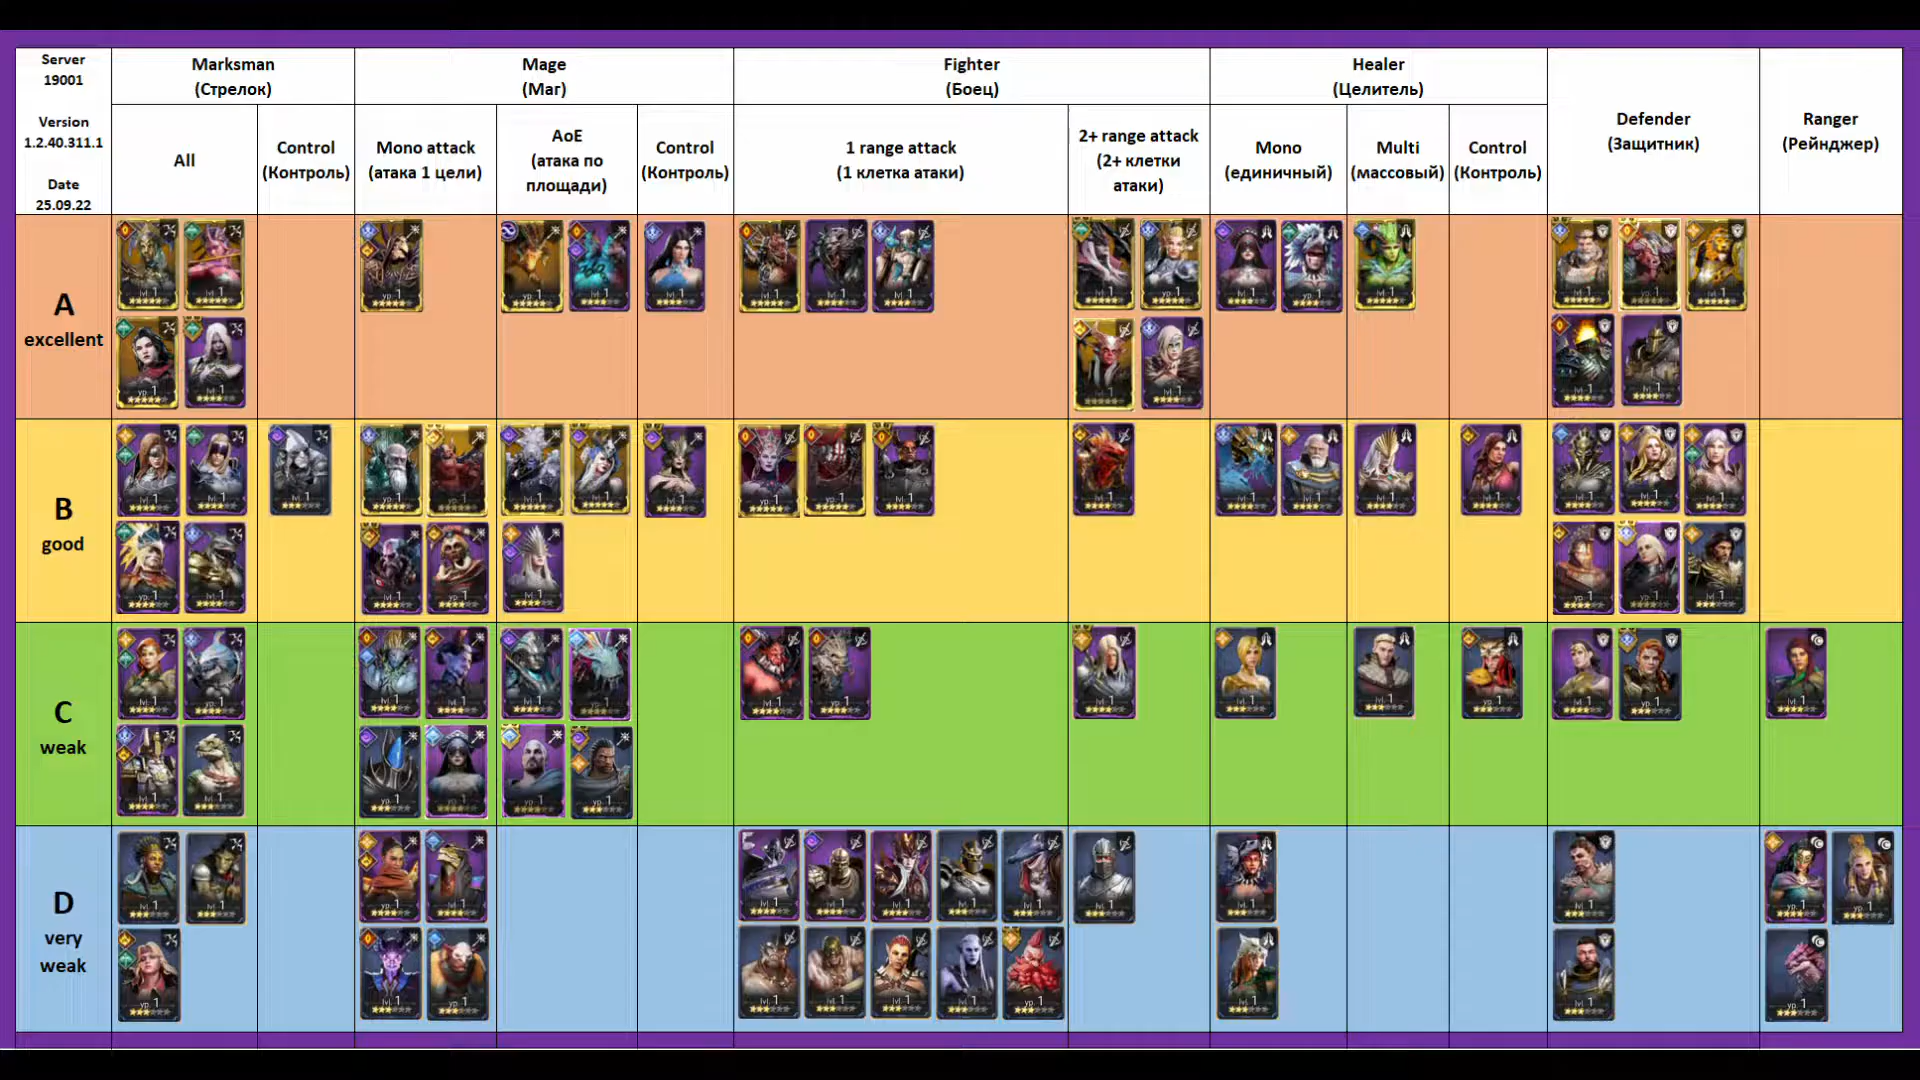 Server
19001
Version
1.2.40.311.1
Date
25.09.22
Marksman
(Стрелок)
Mage
(Маг)
Fighter
(Боец)
Healer
(Целитель)
Defender
(Защитник)
Ranger
(Рейнджер)
All
Control
(Контроль)
Mono attack
(атака 1 цели)
AoE
(атака по
площади)
Control
(Контроль)
1 range attack
(1 клетка атаки)
2+ range attack
(2+ клетки
атаки)
Mono
(единичный)
Multi
(массовый)
Control
(Контроль)
A
excellent
B
good
C
weak
D
very
weak